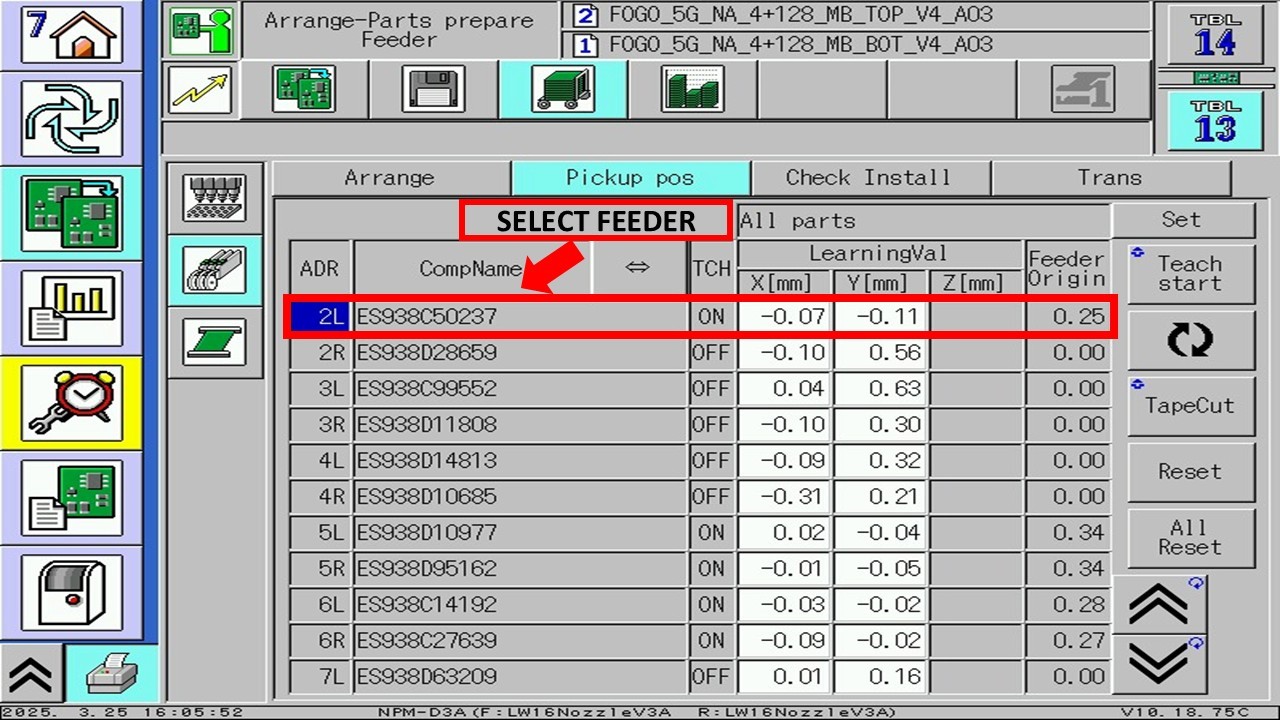 7
Arrange-Parts prepare
Feeder
2 FOGO_5G_NA_4+128_MB_TOP_V4_A03
1 FOGO_5G_NA_4+128_MB_BOT_V4_A03
TBL
14
TBL
13
Arrange Pickup pos Check Install Trans
SELECT FEEDER
All parts Set
ADR CompName ⇔ TCH LearningVal Feeder Origin
X[mm] Y[mm] Z[mm]
2L ES938C50237 ON -0.07 -0.11 0.25
2R ES938D28659 OFF -0.10 0.56 0.00
3L ES938C99552 OFF 0.04 0.63 0.00
3R ES938D11808 OFF -0.10 0.30 0.00
4L ES938D14813 OFF -0.09 0.32 0.00
4R ES938D10685 OFF -0.31 0.21 0.00
5L ES938D10977 ON 0.02 -0.04 0.34
5R ES938D95162 ON -0.01 -0.05 0.34
6L ES938C14192 ON -0.03 -0.02 0.28
6R ES938C27639 ON -0.09 -0.02 0.27
7L ES938D63209 OFF 0.01 0.16 0.00
Teach
start
TapeCut
Reset
All
Reset
2025. 3.25 16:05:52 NPM-D3A(F:LW16NozzleV3A R:LW16NozzleV3A) V10.18.75C